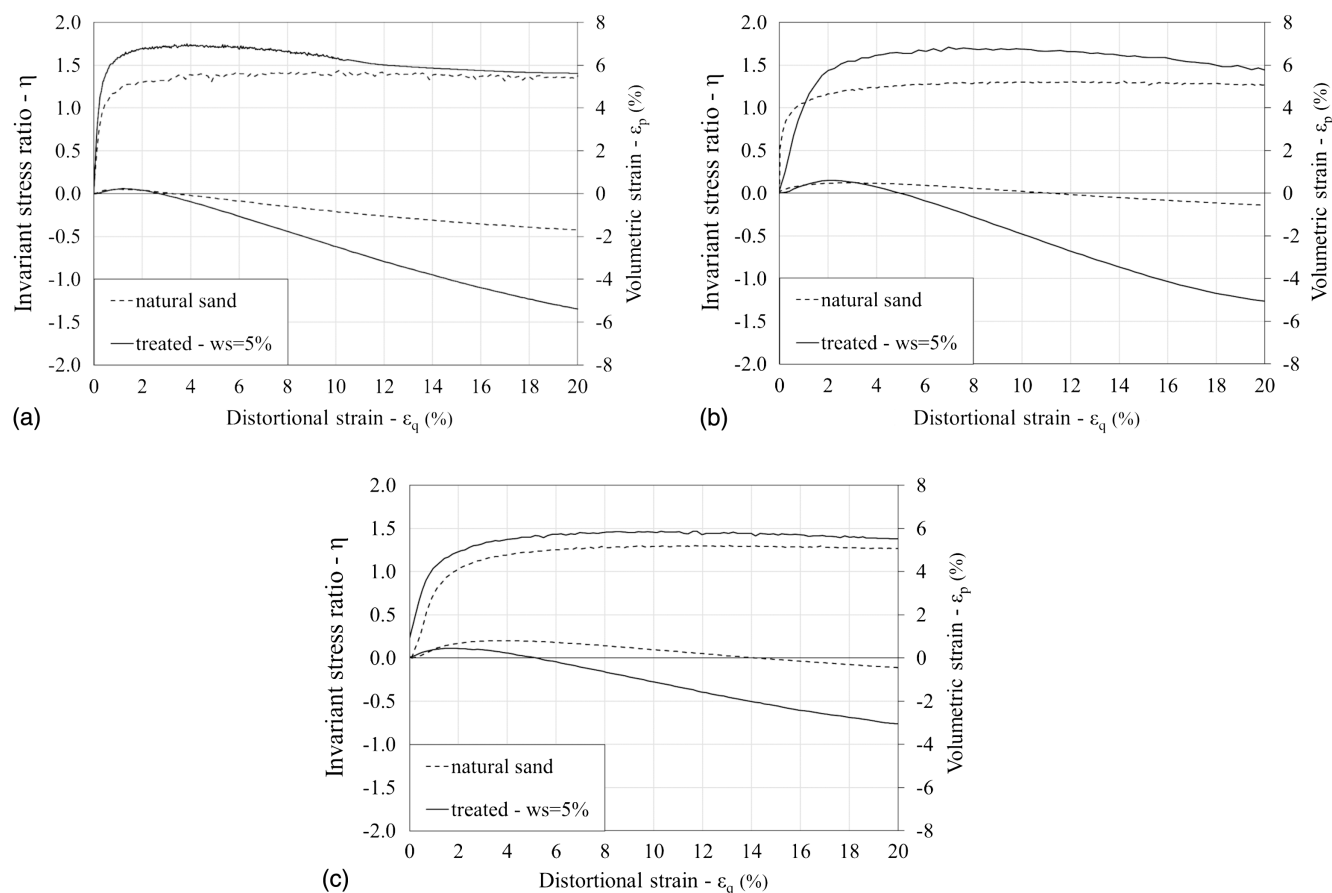 2.0
1.5
1.0
0.5
0.0
-0.5
-1.0
-1.5
-2.0
Invariant stress ratio - η
8
6
4
2
0
-2
-4
-6
-8
Volumetric strain - εp (%)
natural sand
treated - ws=5%
0 2 4 6 8 10 12 14 16 18 20
Distortional strain - εq (%)
(a)
2.0
1.5
1.0
0.5
0.0
-0.5
-1.0
-1.5
-2.0
Invariant stress ratio - η
8
6
4
2
0
-2
-4
-6
-8
Volumetric strain - εp (%)
natural sand
treated - ws=5%
0 2 4 6 8 10 12 14 16 18 20
Distortional strain - εq (%)
(b)
2.0
1.5
1.0
0.5
0.0
-0.5
-1.0
-1.5
-2.0
Invariant stress ratio - η
8
6
4
2
0
-2
-4
-6
-8
Volumetric strain - εp (%)
natural sand
treated - ws=5%
0 2 4 6 8 10 12 14 16 18 20
Distortional strain - εq (%)
(c)